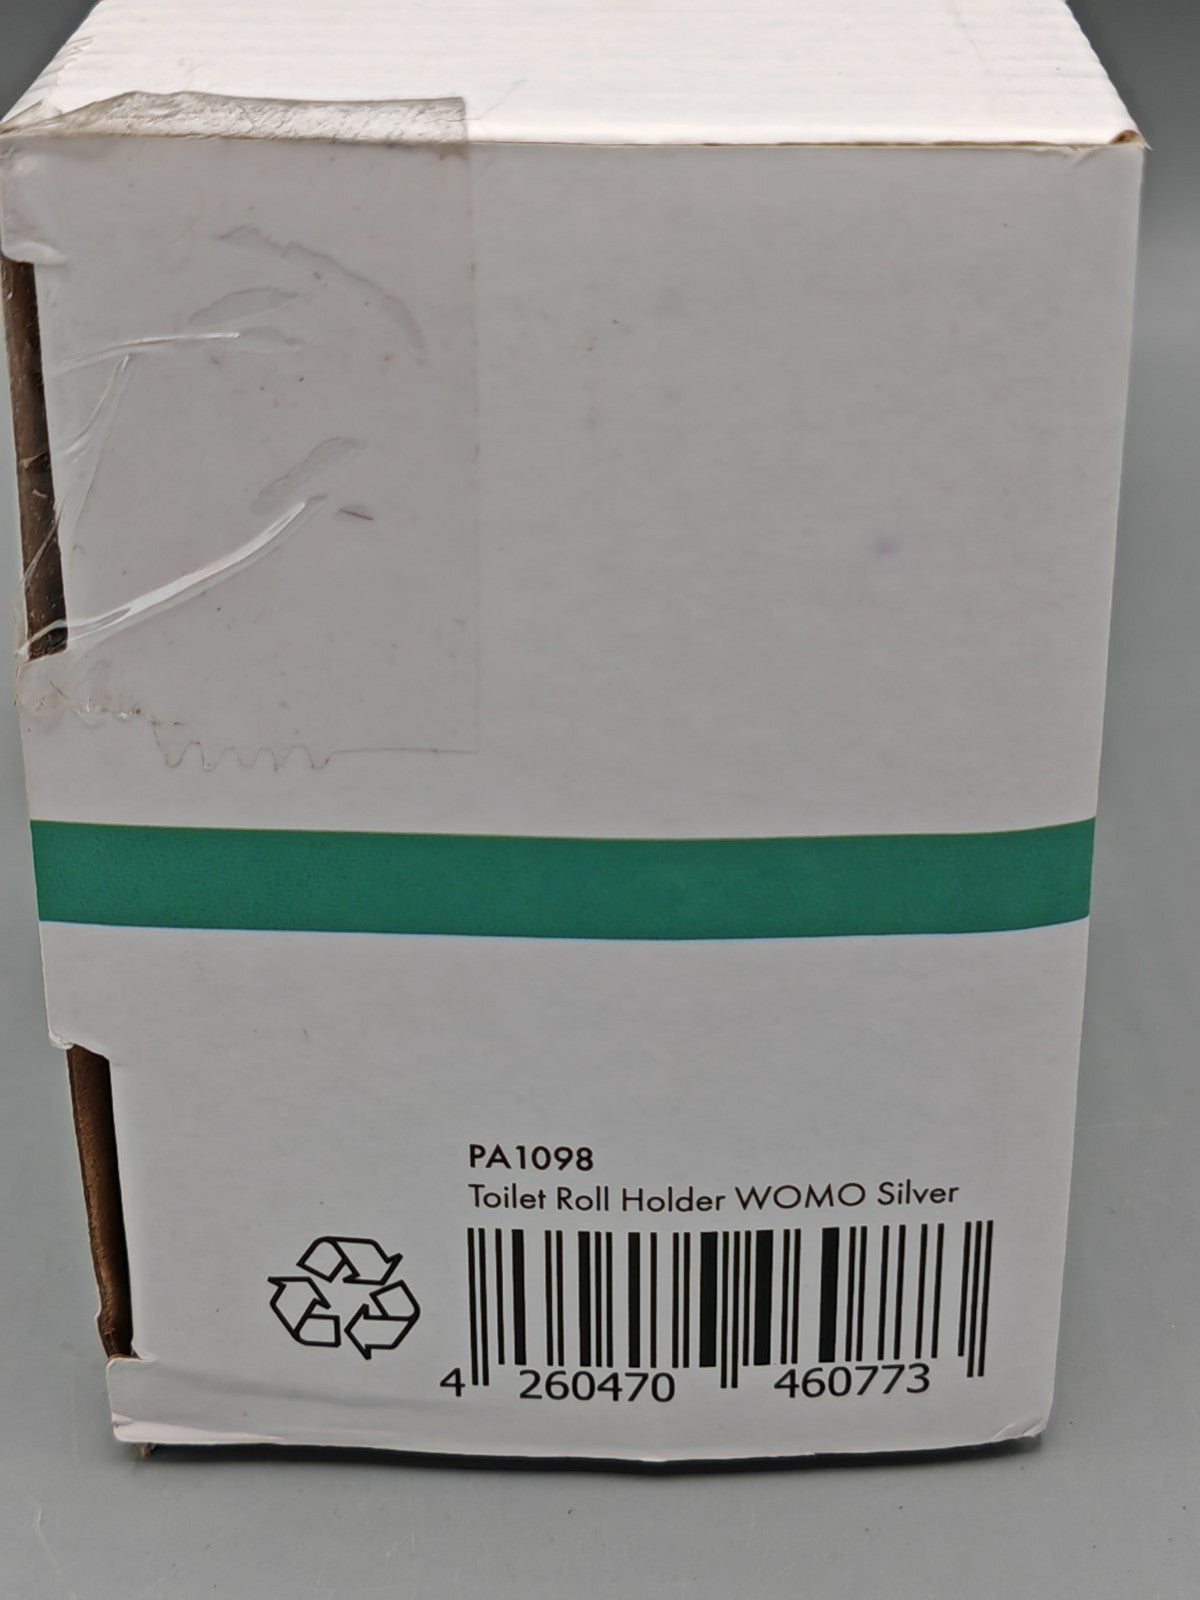 PA1098
Toilet Roll Holder WOMO Silver
4 260470 460773